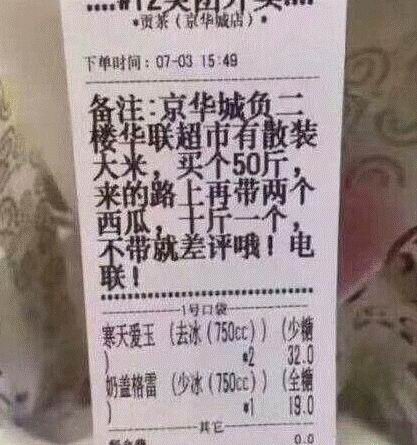 #12美团外卖
*贡茶(京华城店)*
下单时间: 07-03 15:49
备注:京华城负二
楼华联超市有散装
大米，买个50斤，
来的路上再带两个
西瓜，十斤一个，
不带就差评哦！电
联！
1号口袋
寒天爱玉 (去冰(750cc)) (少糖
) *2 32.0
奶盖格雷 (少冰(750cc)) (全糖
) *1 19.0
其它
0.0